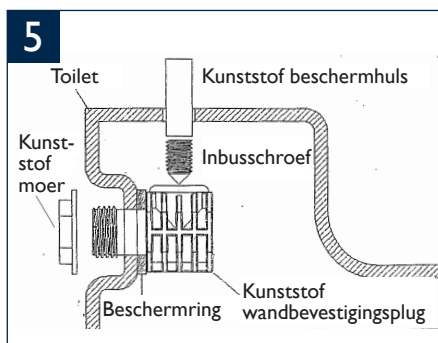 5
Toilet
Kunststof beschermhuls
Kunst-
stof
moer
Inbusschroef
Beschermring
Kunststof
wandbevestigingsplug